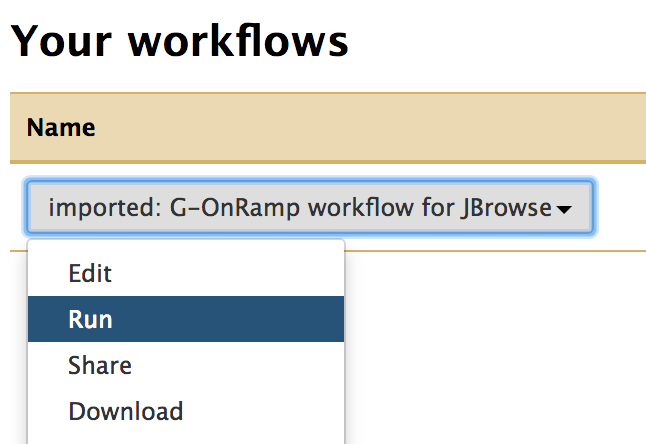 Your workflows
Name
imported: G-OnRamp workflow for JBrowse
Edit
Run
Share
Download